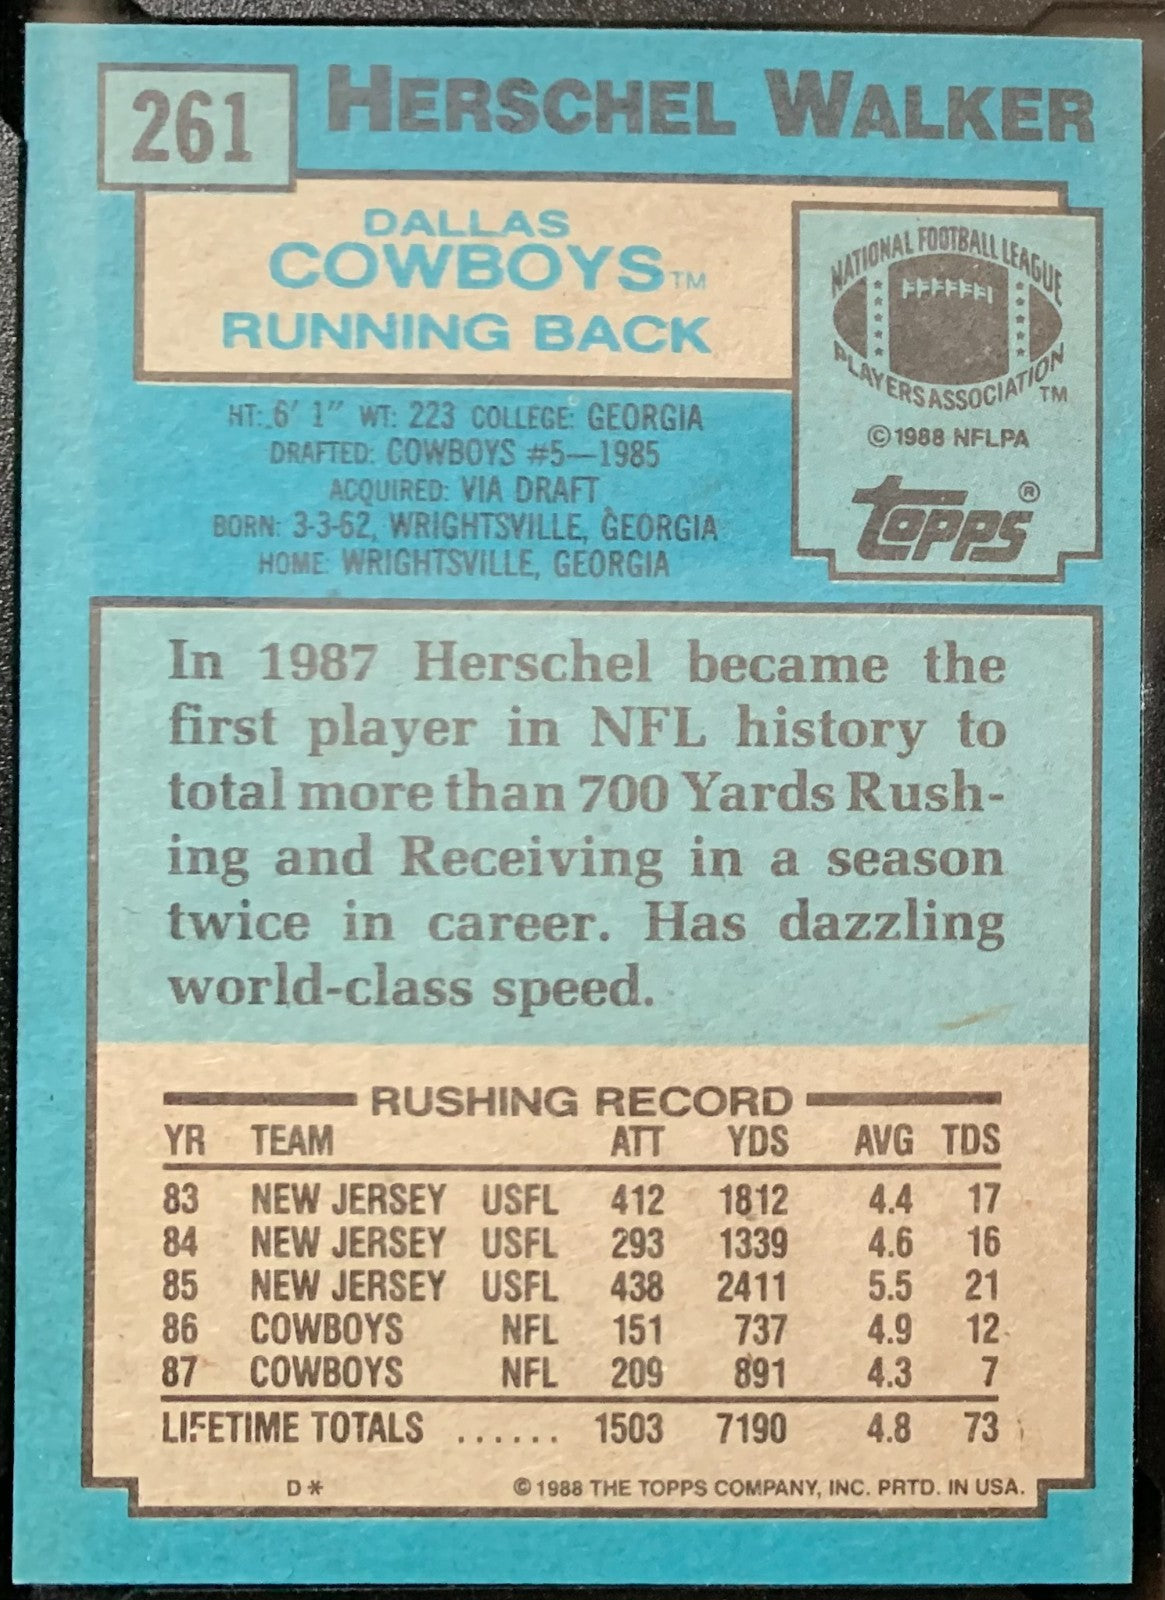 261 HERSCHEL WALKER
DALLAS
COWBOYS™
RUNNING BACK
NATIONAL FOOTBALL LEAGUE
PLAYERS ASSOCIATION™
©1988 NFLPA
topps®
HT: 6' 1" WT: 223 COLLEGE: GEORGIA
DRAFTED: COWBOYS #5—1985
ACQUIRED: VIA DRAFT
BORN: 3-3-62, WRIGHTSVILLE, GEORGIA
HOME: WRIGHTSVILLE, GEORGIA
In 1987 Herschel became the
first player in NFL history to
total more than 700 Yards Rush-
ing and Receiving in a season
twice in career. Has dazzling
world-class speed.
RUSHING RECORD
YR TEAM ATT YDS AVG TDS
83 NEW JERSEY USFL 412 1812 4.4 17
84 NEW JERSEY USFL 293 1339 4.6 16
85 NEW JERSEY USFL 438 2411 5.5 21
86 COWBOYS NFL 151 737 4.9 12
87 COWBOYS NFL 209 891 4.3 7
LIFETIME TOTALS ...... 1503 7190 4.8 73
D* ©1988 THE TOPPS COMPANY, INC. PRTD. IN USA.